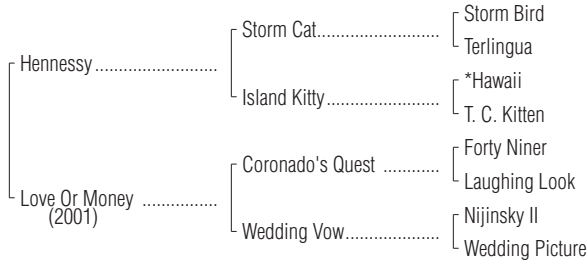 Storm Bird
Storm Cat..............................
Terlingua
Hennessy ..........................
*Hawaii
Island Kitty...........................
T. C. Kitten
Forty Niner
Coronado's Quest .............
Laughing Look
Love Or Money ................
(2001)
Nijinsky II
Wedding Vow.......................
Wedding Picture